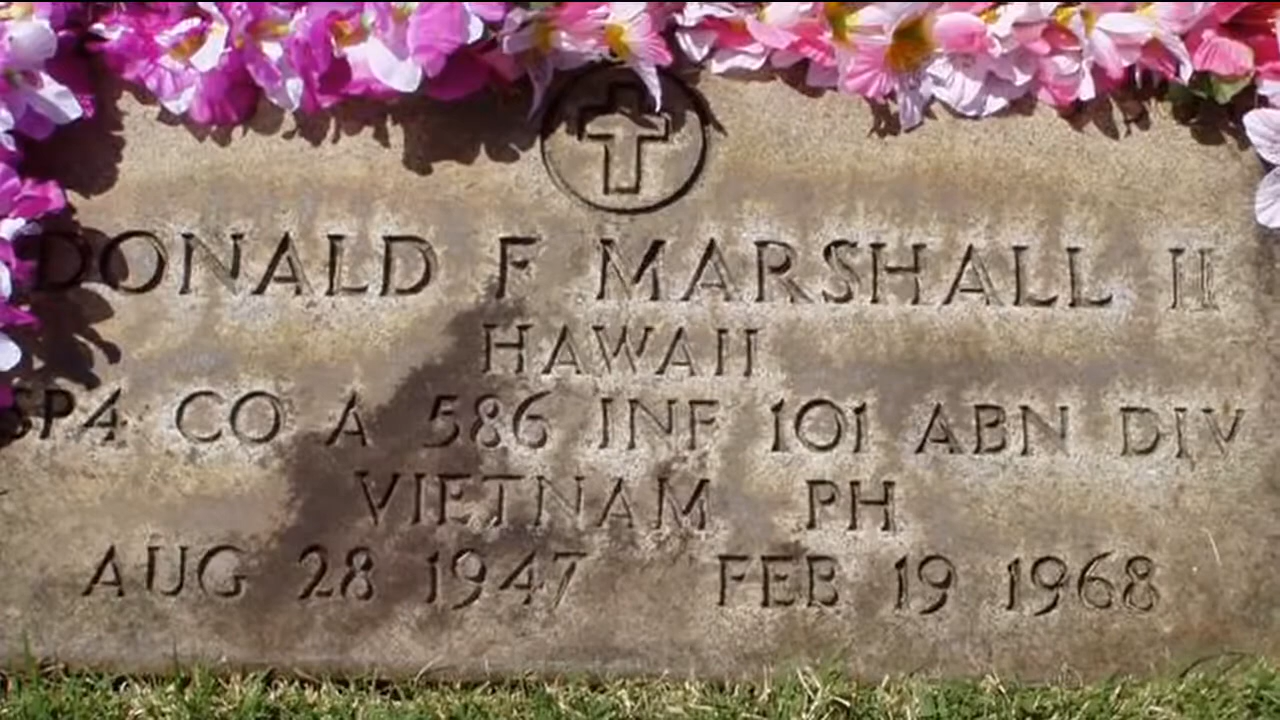 DONALD F MARSHALL II
HAWAII
SP4 CO A 586 INF 101 ABN DIV
VIETNAM PH
AUG 28 1947 FEB 19 1968